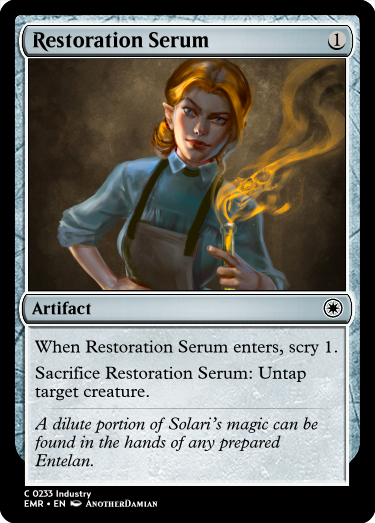 Restoration Serum 1
Artifact
When Restoration Serum enters, scry 1.
Sacrifice Restoration Serum: Untap
target creature.
A dilute portion of Solari's magic can be
found in the hands of any prepared
Entelan.
C 0233 Industry
EMR • EN AnotherDamian